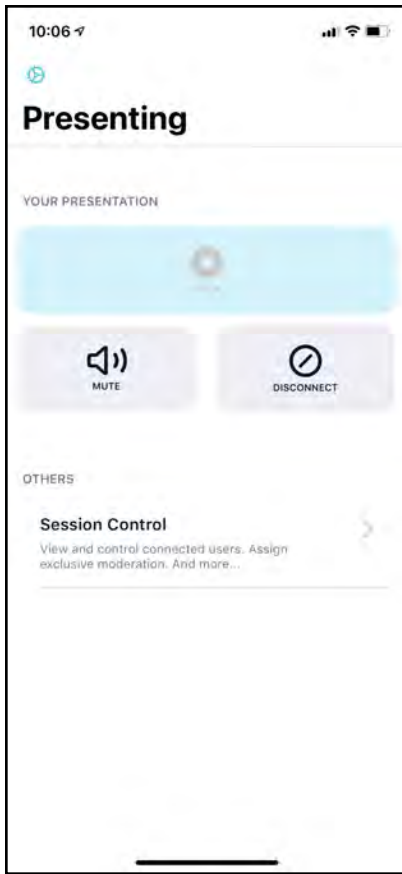 10:06
Presenting
YOUR PRESENTATION
MUTE
DISCONNECT
OTHERS
Session Control
View and control connected users. Assign
exclusive moderation. And more...